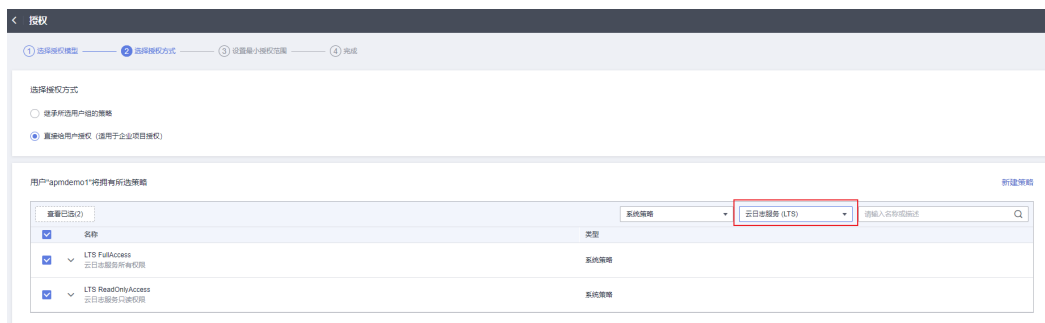 授权
1 选择授权模型 2 选择授权方式 3 设置最小授权范围 4 完成
选择授权方式
继承所选用户组的策略
直接给用户授权（适用于企业项目授权）
用户"apmdemo1"将拥有所选策略 新建策略
查看已选(2) 系统策略 云日志服务 (LTS) 请输入名称或描述
名称 类型
LTS FullAccess
云日志服务所有权限 系统策略
LTS ReadOnlyAccess
云日志服务只读权限 系统策略